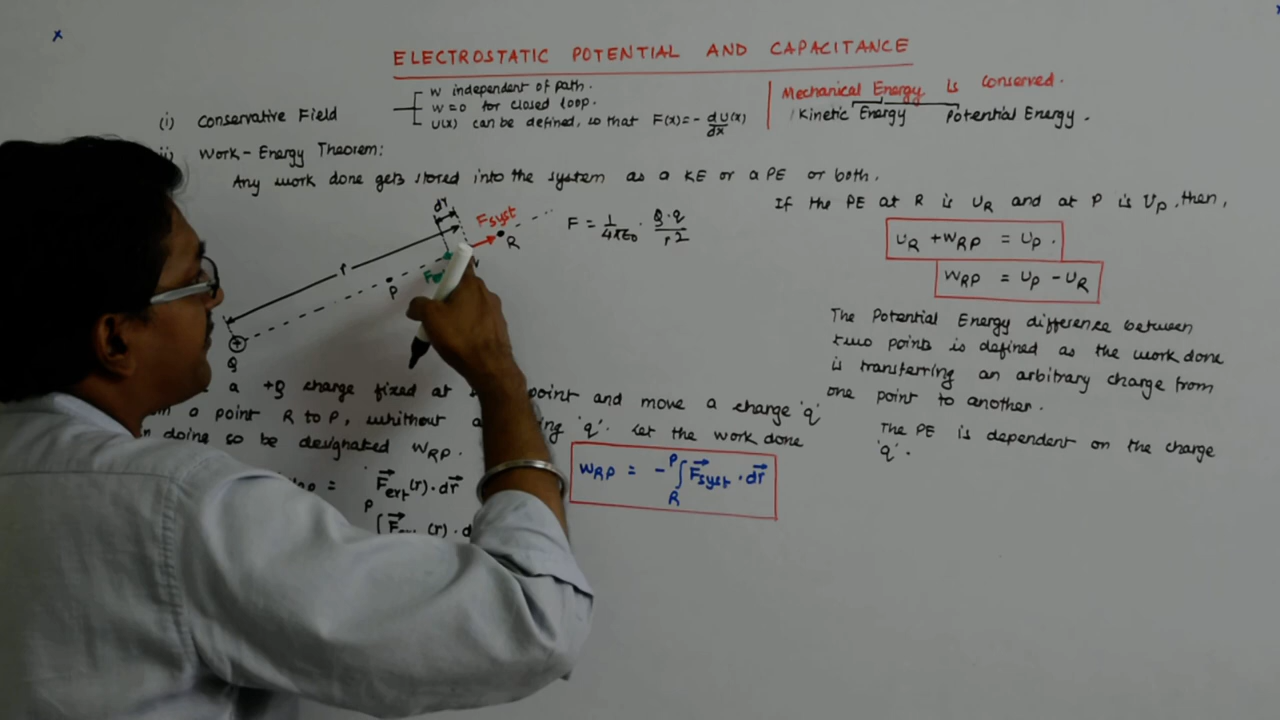 x
ELECTROSTATIC POTENTIAL AND CAPACITANCE
(i) Conservative Field
W independent of path.
W = 0 for closed loop.
U(x) can be defined, so that F(x) = - dU(x)/dx
Mechanical Energy is conserved.
Kinetic Energy Potential Energy.
Work - Energy Theorem:
Any work done gets stored into the system as a KE or a PE or both.
dr
r
P
R
Q
Fsyst
F = 1/4πε0 · Q·q/r2
a +Q charge fixed at point and move a charge 'q'
a point R to P, whithout 'q'. Let the work done
doing so be designated WRP.
= F⃗ext(r)·dr⃗
P
∫ (r)·d
WRP = - ∫ᴾᵣ F⃗syst · dr⃗
If the PE at R is UR and at P is UP, then,
UR + WRP = UP.
WRP = UP - UR
The Potential Energy difference between
two points is defined as the work done
is transferring an arbitrary charge from
one point to another.
The PE is dependent on the charge
'q'.